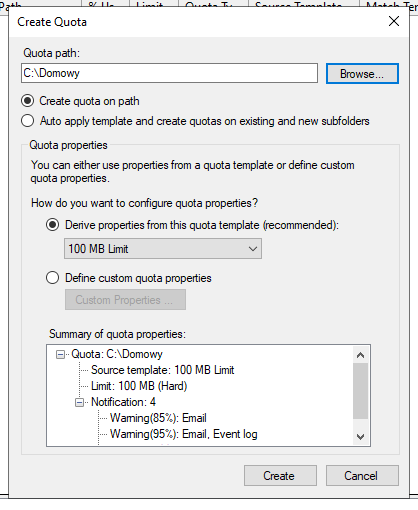 Path % Us Limit Quota Ty Source Template Match Ter
Create Quota
Quota path:
C:\Domowy
Browse...
Create quota on path
Auto apply template and create quotas on existing and new subfolders
Quota properties
You can either use properties from a quota template or define custom
quota properties.
How do you want to configure quota properties?
Derive properties from this quota template (recommended):
100 MB Limit
Define custom quota properties
Custom Properties ...
Summary of quota properties:
Quota: C:\Domowy
Source template: 100 MB Limit
Limit: 100 MB (Hard)
Notification: 4
Warning(85%): Email
Warning(95%): Email, Event log
Create
Cancel